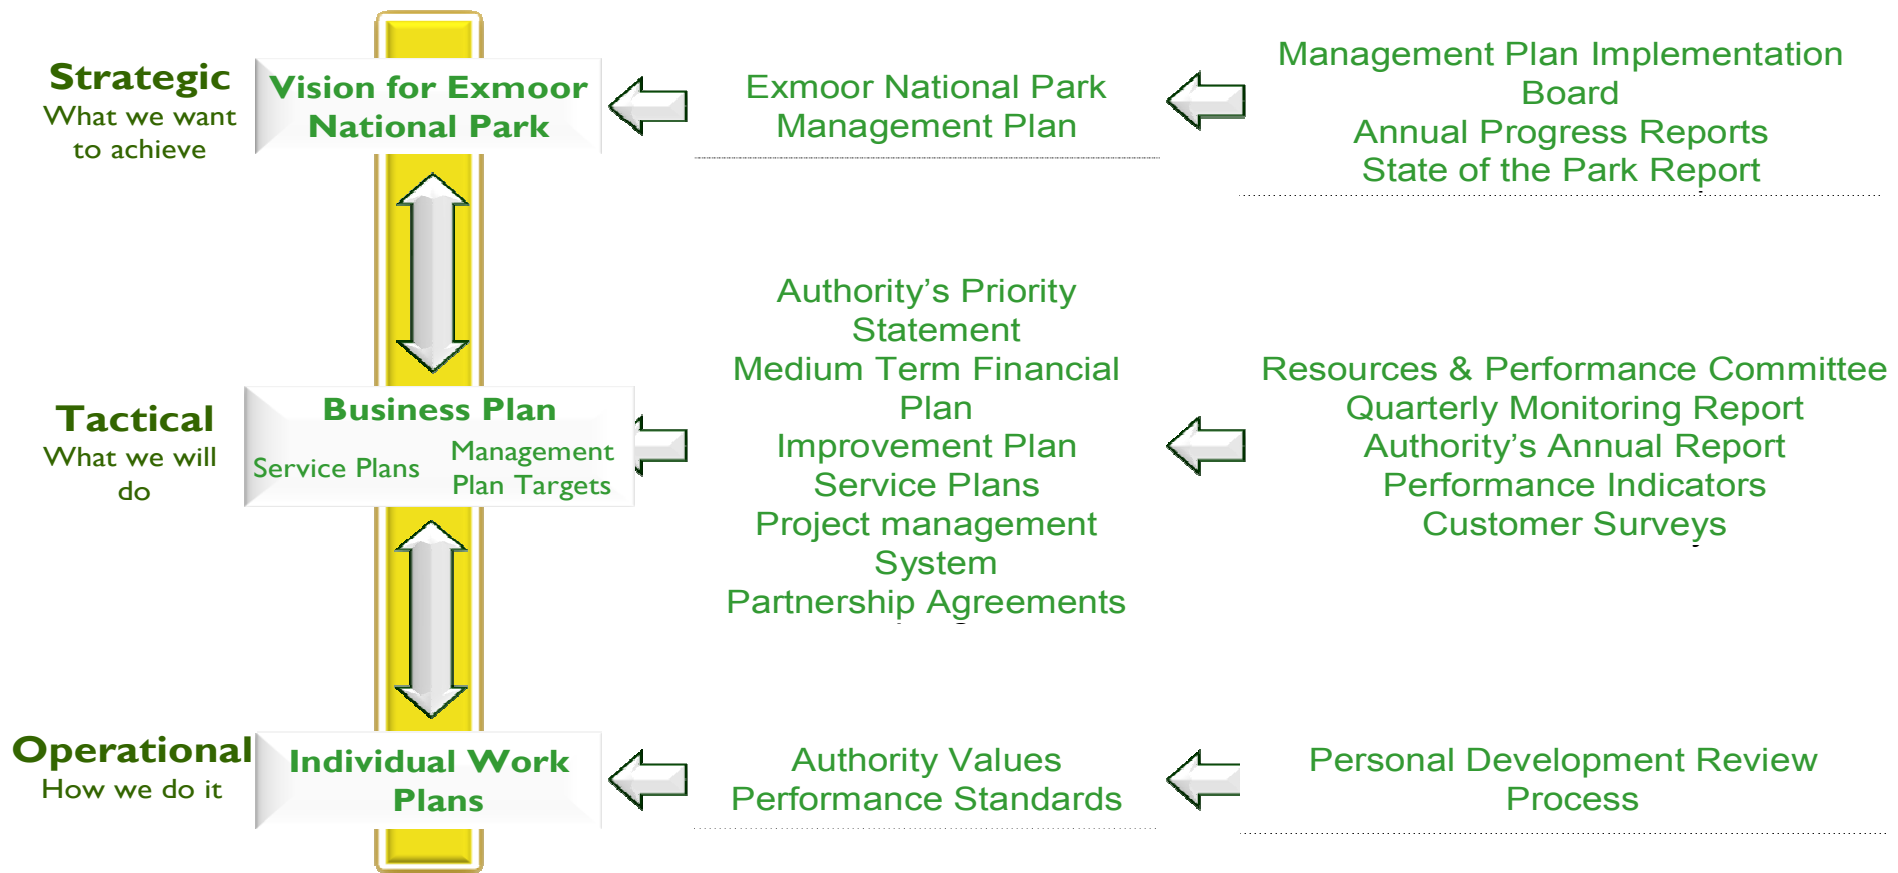 Strategic
What we want
to achieve
Vision for Exmoor
National Park
Exmoor National Park
Management Plan
Management Plan Implementation
Board
Annual Progress Reports
State of the Park Report
Tactical
What we will
do
Business Plan
Service Plans
Management
Plan Targets
Authority’s Priority
Statement
Medium Term Financial
Plan
Improvement Plan
Service Plans
Project management
System
Partnership Agreements
Resources & Performance Committee
Quarterly Monitoring Report
Authority’s Annual Report
Performance Indicators
Customer Surveys
Operational
How we do it
Individual Work
Plans
Authority Values
Performance Standards
Personal Development Review
Process